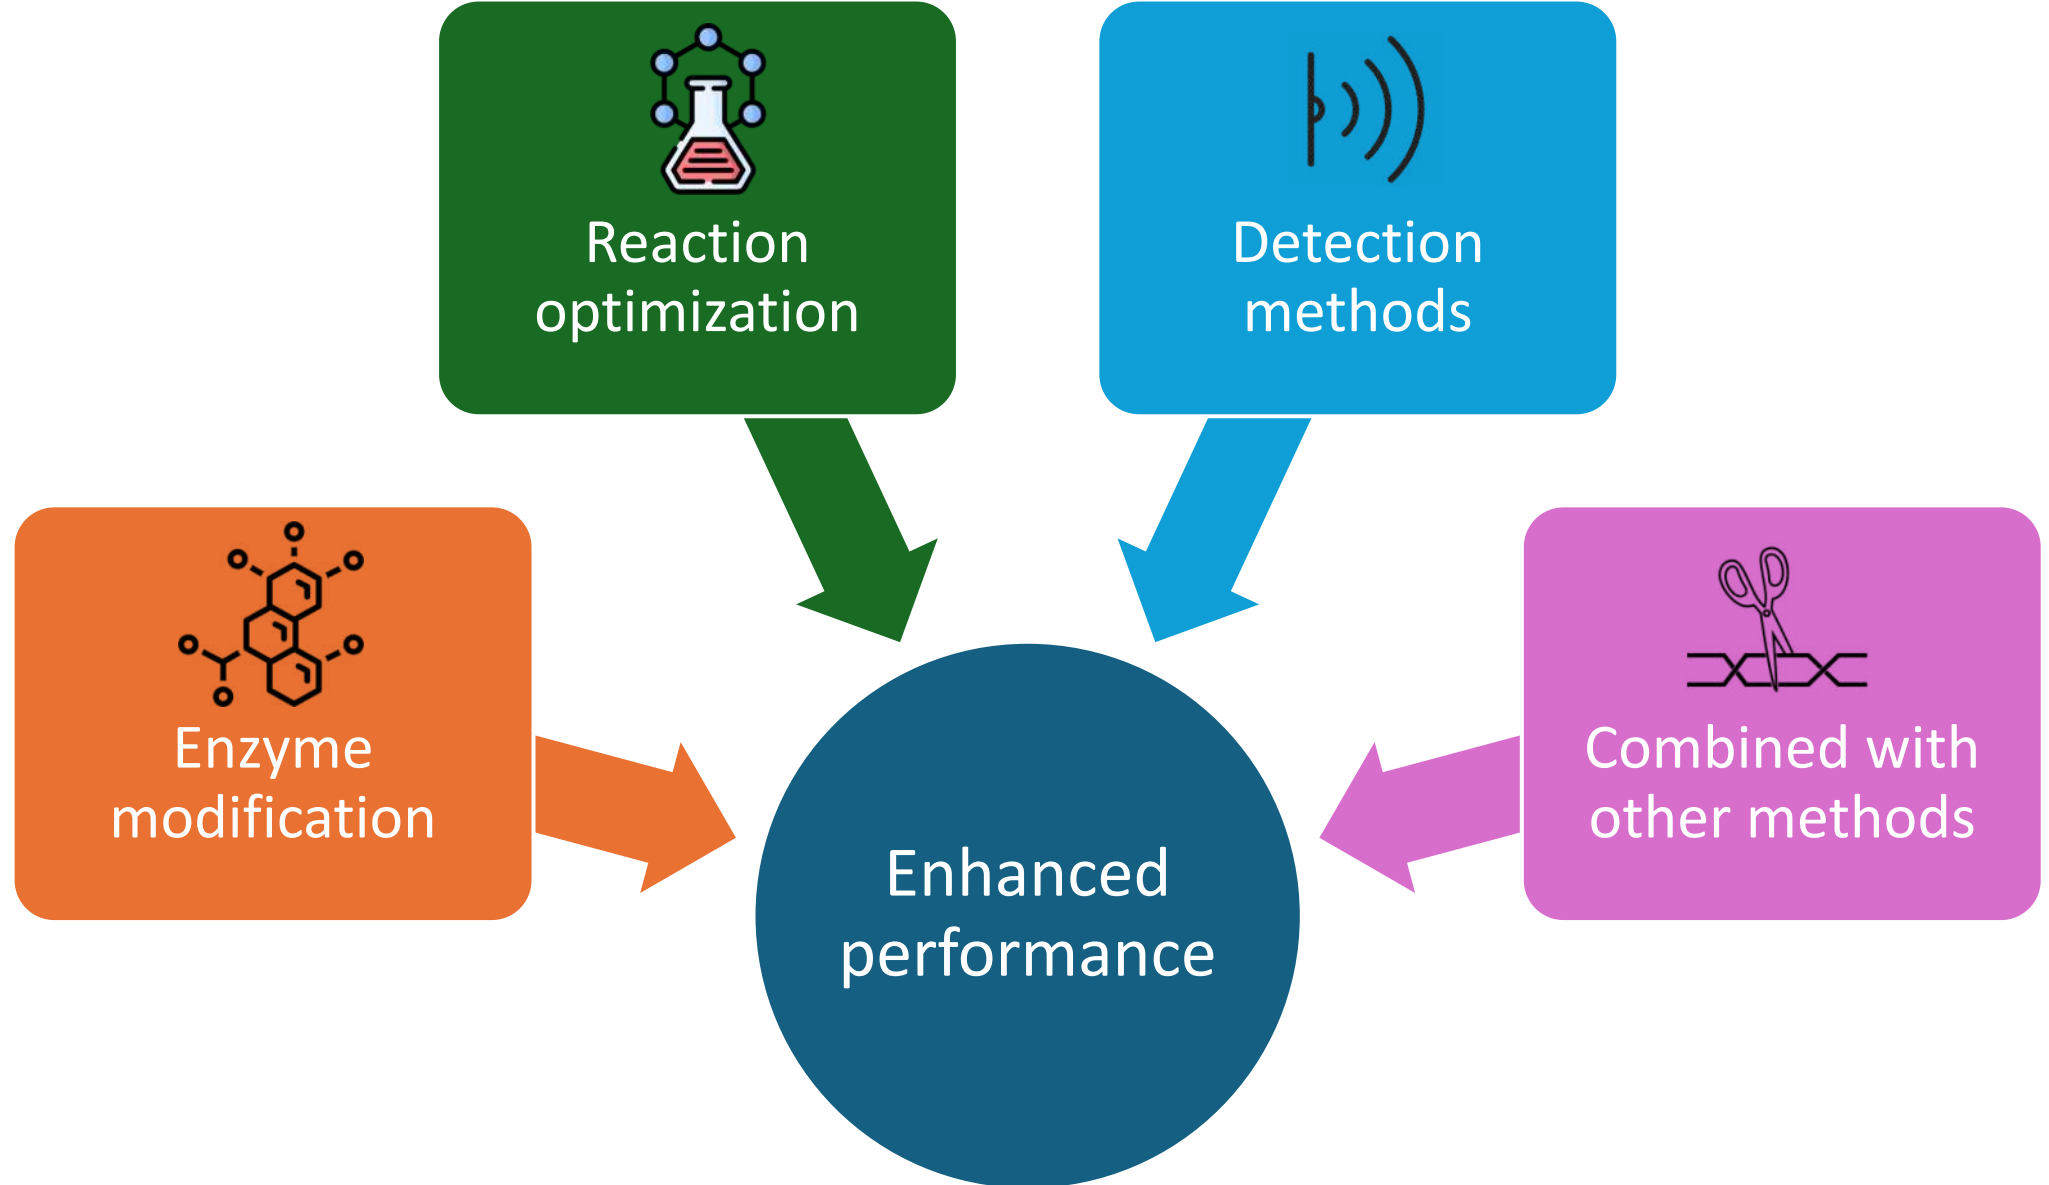 Reaction
optimization
Detection
methods
Enzyme
modification
Combined with
other methods
Enhanced
performance